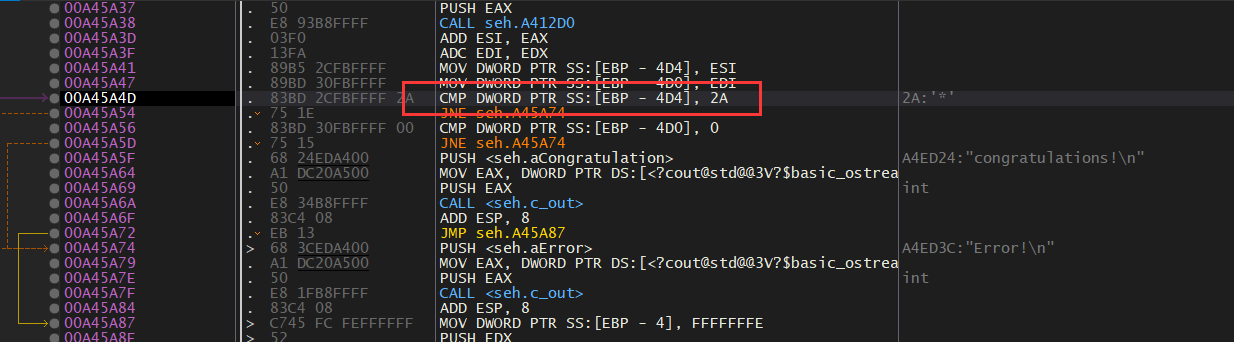 00A45A37 . 50 PUSH EAX
00A45A38 . E8 93B8FFFF CALL seh.A412D0
00A45A3D . 03F0 ADD ESI, EAX
00A45A3F . 13FA ADC EDI, EDX
00A45A41 . 89B5 2CFBFFFF MOV DWORD PTR SS:[EBP - 4D4], ESI
00A45A47 . 89BD 30FBFFFF MOV DWORD PTR SS:[EBP - 4D0], EDI
00A45A4D . 83BD 2CFBFFFF 2A CMP DWORD PTR SS:[EBP - 4D4], 2A 2A:'*'
00A45A54 . 75 1E JNE seh.A45A74
00A45A56 . 83BD 30FBFFFF 00 CMP DWORD PTR SS:[EBP - 4D0], 0
00A45A5D . 75 15 JNE seh.A45A74
00A45A5F . 68 24EDA400 PUSH <seh.aCongratulation> A4ED24:"congratulations!\n"
00A45A64 . A1 DC20A500 MOV EAX, DWORD PTR DS:[<?cout@std@@3V?$basic_ostrea
00A45A69 . 50 PUSH EAX int
00A45A6A . E8 34B8FFFF CALL <seh.c_out>
00A45A6F . 83C4 08 ADD ESP, 8
00A45A72 . EB 13 JMP seh.A45A87
00A45A74 > 68 3CEDA400 PUSH <seh.aError> A4ED3C:"Error!\n"
00A45A79 . A1 DC20A500 MOV EAX, DWORD PTR DS:[<?cout@std@@3V?$basic_ostrea
00A45A7E . 50 PUSH EAX int
00A45A7F . E8 1FB8FFFF CALL <seh.c_out>
00A45A84 . 83C4 08 ADD ESP, 8
00A45A87 > C745 FC FEFFFFFF MOV DWORD PTR SS:[EBP - 4], FFFFFFFE
00A45A8E > 52 PUSH EDX